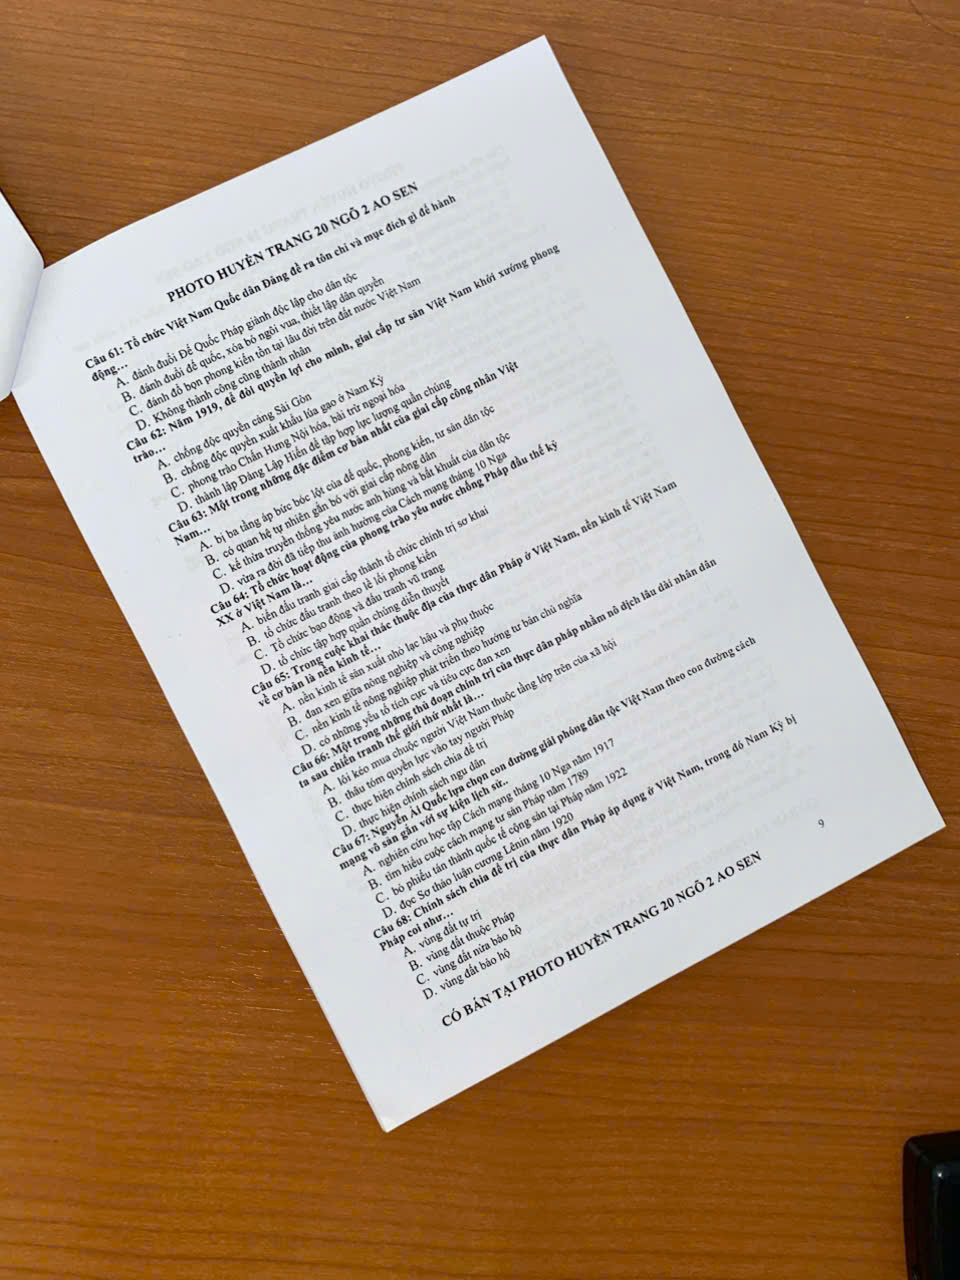 PHOTO HUYỀN TRANG 20 NGÕ 2 AO SEN
Câu 61: Tổ chức Việt Nam Quốc dân Đảng đề ra tôn chỉ và mục đích gì để hành
động…
A. đánh đuổi Đế Quốc Pháp giành độc lập cho dân tộc
B. đánh đuổi đế quốc, xóa bỏ ngôi vua, thiết lập dân quyền
C. đánh đổ bọn phong kiến tồn tại lâu đời trên đất nước Việt Nam
D. Không thành công cũng thành nhân
Câu 62: Năm 1919, để đòi quyền lợi cho mình, giai cấp tư sản Việt Nam khởi xướng phong
trào…
A. chống độc quyền cảng Sài Gòn
B. chống độc quyền xuất khẩu lúa gạo ở Nam Kỳ
C. phong trào Chấn Hưng Nội hóa, bài trừ ngoại hóa
D. thành lập Đảng Lập Hiến để tập hợp lực lượng quần chúng
Câu 63: Một trong những đặc điểm cơ bản nhất của giai cấp công nhân Việt
Nam…
A. bị ba tầng áp bức bóc lột của đế quốc, phong kiến, tư sản dân tộc
B. có quan hệ tự nhiên gắn bó với giai cấp nông dân
C. kế thừa truyền thống yêu nước anh hùng và bất khuất của dân tộc
D. vừa ra đời đã tiếp thu ảnh hưởng của Cách mạng tháng 10 Nga
Câu 64: Tổ chức hoạt động của phong trào yêu nước chống Pháp đầu thế kỷ
XX ở Việt Nam là…
A. biến đấu tranh giai cấp thành tổ chức chính trị sơ khai
B. tổ chức đấu tranh theo lề lối phong kiến
C. Tổ chức bạo động và đấu tranh vũ trang
D. tổ chức tập hợp quần chúng diễn thuyết
Câu 65: Trong cuộc khai thác thuộc địa của thực dân Pháp ở Việt Nam, nền kinh tế Việt Nam
về cơ bản là nền kinh tế…
A. nền kinh tế sản xuất nhỏ lạc hậu và phụ thuộc
B. đan xen giữa nông nghiệp và công nghiệp
C. nền kinh tế nông nghiệp phát triển theo hướng tư bản chủ nghĩa
D. có những yếu tố tích cực và tiêu cực đan xen
Câu 66: Một trong những thủ đoạn chính trị của thực dân pháp nhằm nô dịch lâu dài nhân dân
ta sau chiến tranh thế giới thứ nhất là…
A. lôi kéo mua chuộc người Việt Nam thuộc tầng lớp trên của xã hội
B. thâu tóm quyền lực vào tay người Pháp
C. thực hiện chính sách chia để trị
D. thực hiện chính sách ngu dân
Câu 67: Nguyễn Ái Quốc lựa chọn con đường giải phóng dân tộc Việt Nam theo con đường cách
mạng vô sản gắn với sự kiện lịch sử…
A. nghiên cứu học tập Cách mạng tháng 10 Nga năm 1917
B. tìm hiểu cuộc cách mạng tư sản Pháp năm 1789
C. bỏ phiếu tán thành quốc tế cộng sản tại Pháp năm 1922
D. đọc Sơ thảo luận cương Lênin năm 1920
Câu 68: Chính sách chia để trị của thực dân Pháp áp dụng ở Việt Nam, trong đó Nam Kỳ bị
Pháp coi như…
A. vùng đất tự trị
B. vùng đất thuộc Pháp
C. vùng đất nửa bảo hộ
D. vùng đất bảo hộ
9
CÓ BÁN TẠI PHOTO HUYỀN TRANG 20 NGÕ 2 AO SEN